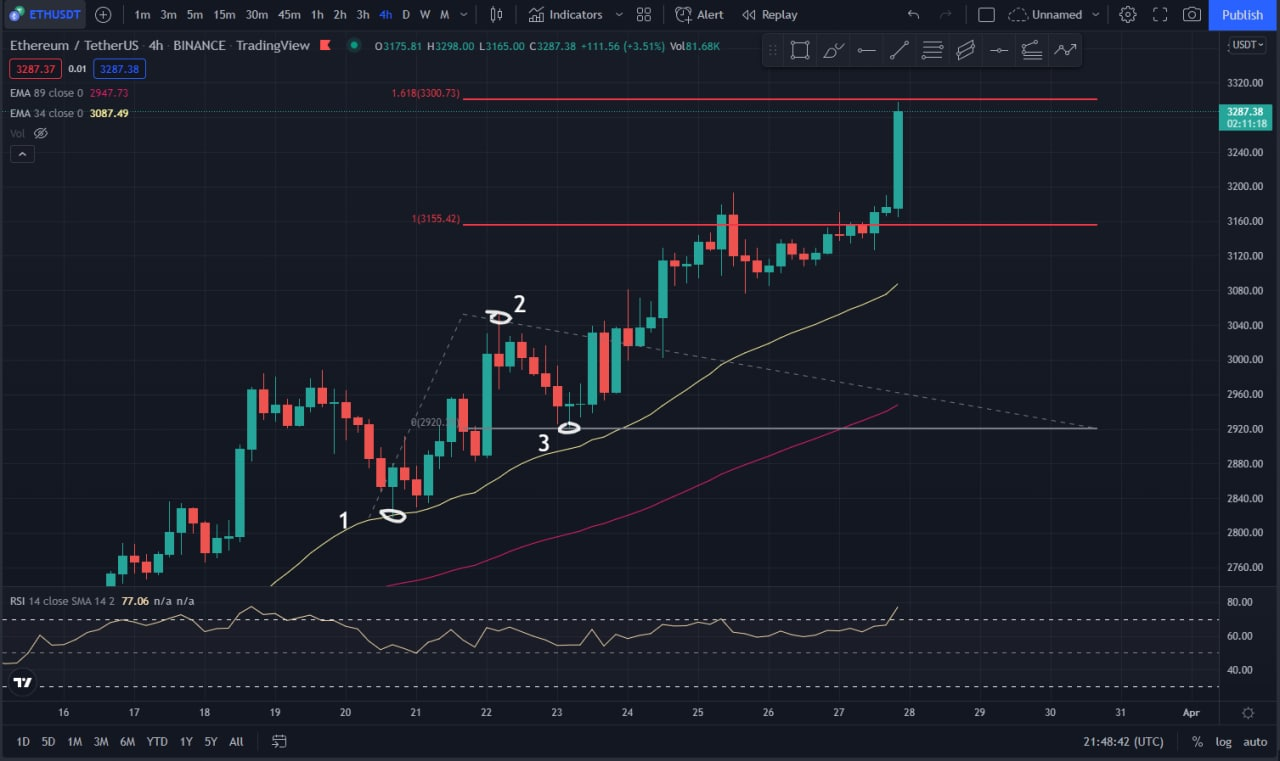 ETHUSDT 1m 3m 5m 15m 30m 45m 1h 2h 3h 4h D W M Indicators Alert Replay Unnamed Publish
Ethereum / TetherUS · 4h · BINANCE · TradingView O3175.81 H3298.00 L3165.00 C3287.38 +111.56 (+3.51%) Vol81.68K
USDT
3287.37 0.01 3287.38
EMA 89 close 0 2947.73
EMA 34 close 0 3087.49
Vol
1.618(3300.73)
1(3155.42)
0(2920.
2
3
1
3320.00
3287.38
02:11:18
3240.00
3200.00
3160.00
3120.00
3080.00
3040.00
3000.00
2960.00
2920.00
2880.00
2840.00
2800.00
2760.00
RSI 14 close SMA 14 2 77.06 n/a n/a
80.00
60.00
40.00
16 17 18 19 20 21 22 23 24 25 26 27 28 29 30 31 Apr
1D 5D 1M 3M 6M YTD 1Y 5Y All 21:48:42 (UTC) % log auto